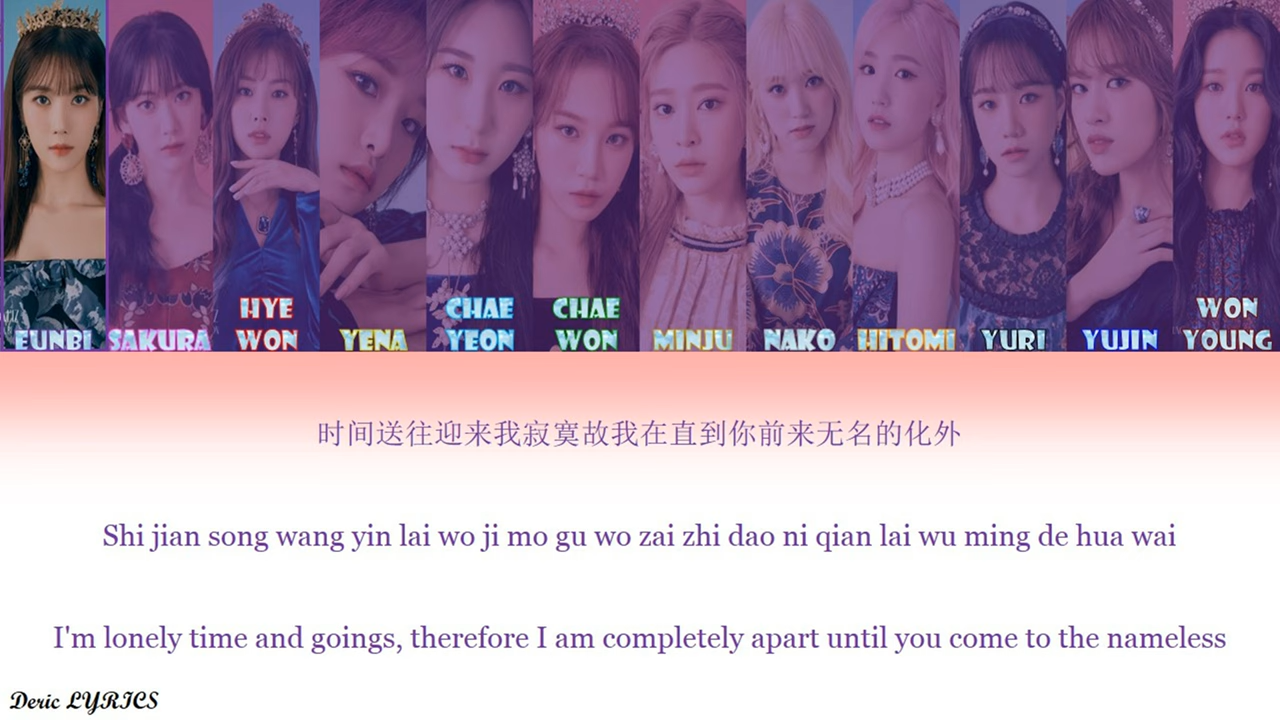 EUNBI
SAKURA
HYE
WON
YENA
CHAE
YEON
CHAE
WON
MINJU
NAKO
HITOMI
YURI
YUJIN
WON
YOUNG
时间送往迎来我寂寞故我在直到你前来无名的化外
Shi jian song wang yin lai wo ji mo gu wo zai zhi dao ni qian lai wu ming de hua wai
I'm lonely time and goings, therefore I am completely apart until you come to the nameless
Deric LYRICS